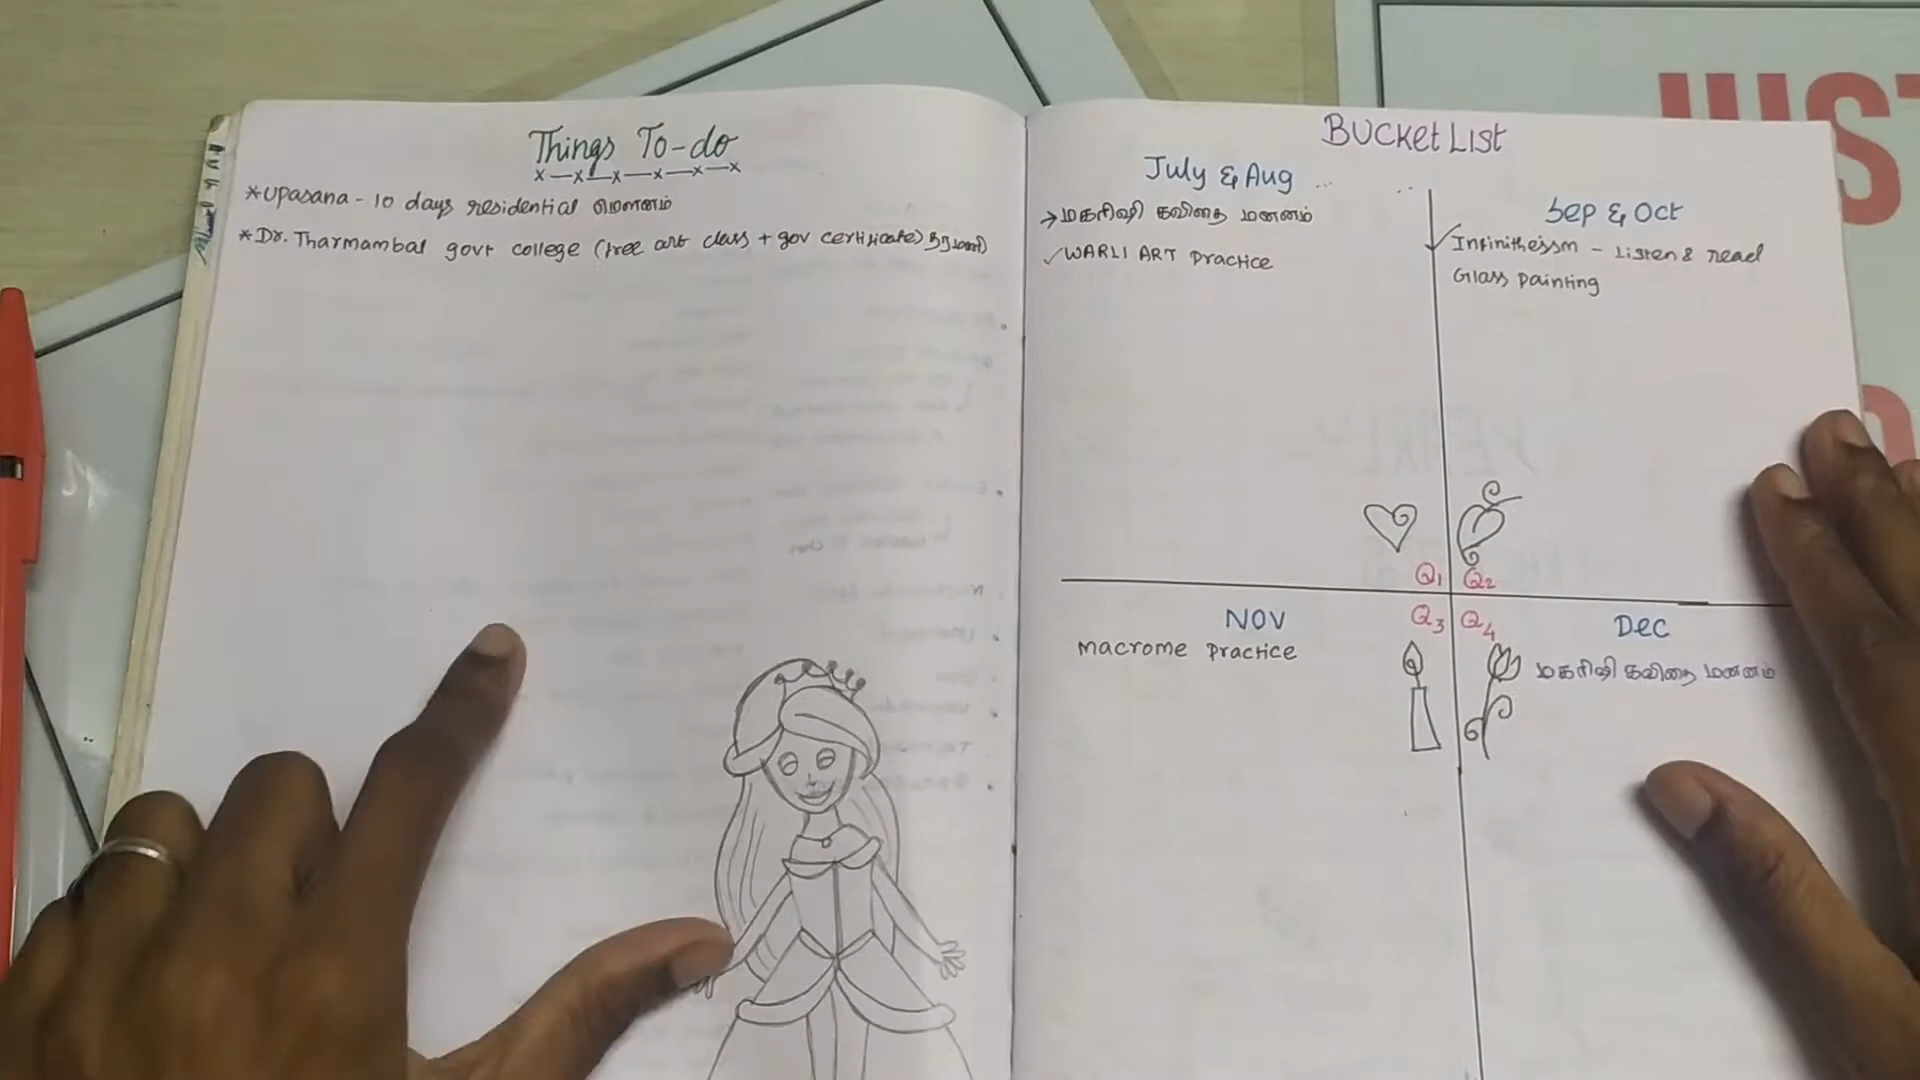 Things To-do
x—x—x—x—x—x
*Upasana - 10 days residential மௌனம்
*Dr. Tharmambal govt college (free art class + gov certificate)
BUCKET LIST
July & Aug
→மகரிஷி கவிதை மனனம்
✓WARLI ART Practice
Sep & Oct
✓Infinitheism - Listen & read
Glass painting
Q1
Q2
Q3
Q4
NOV
macrome practice
Dec
மகரிஷி கவிதை மனனம்
JUST